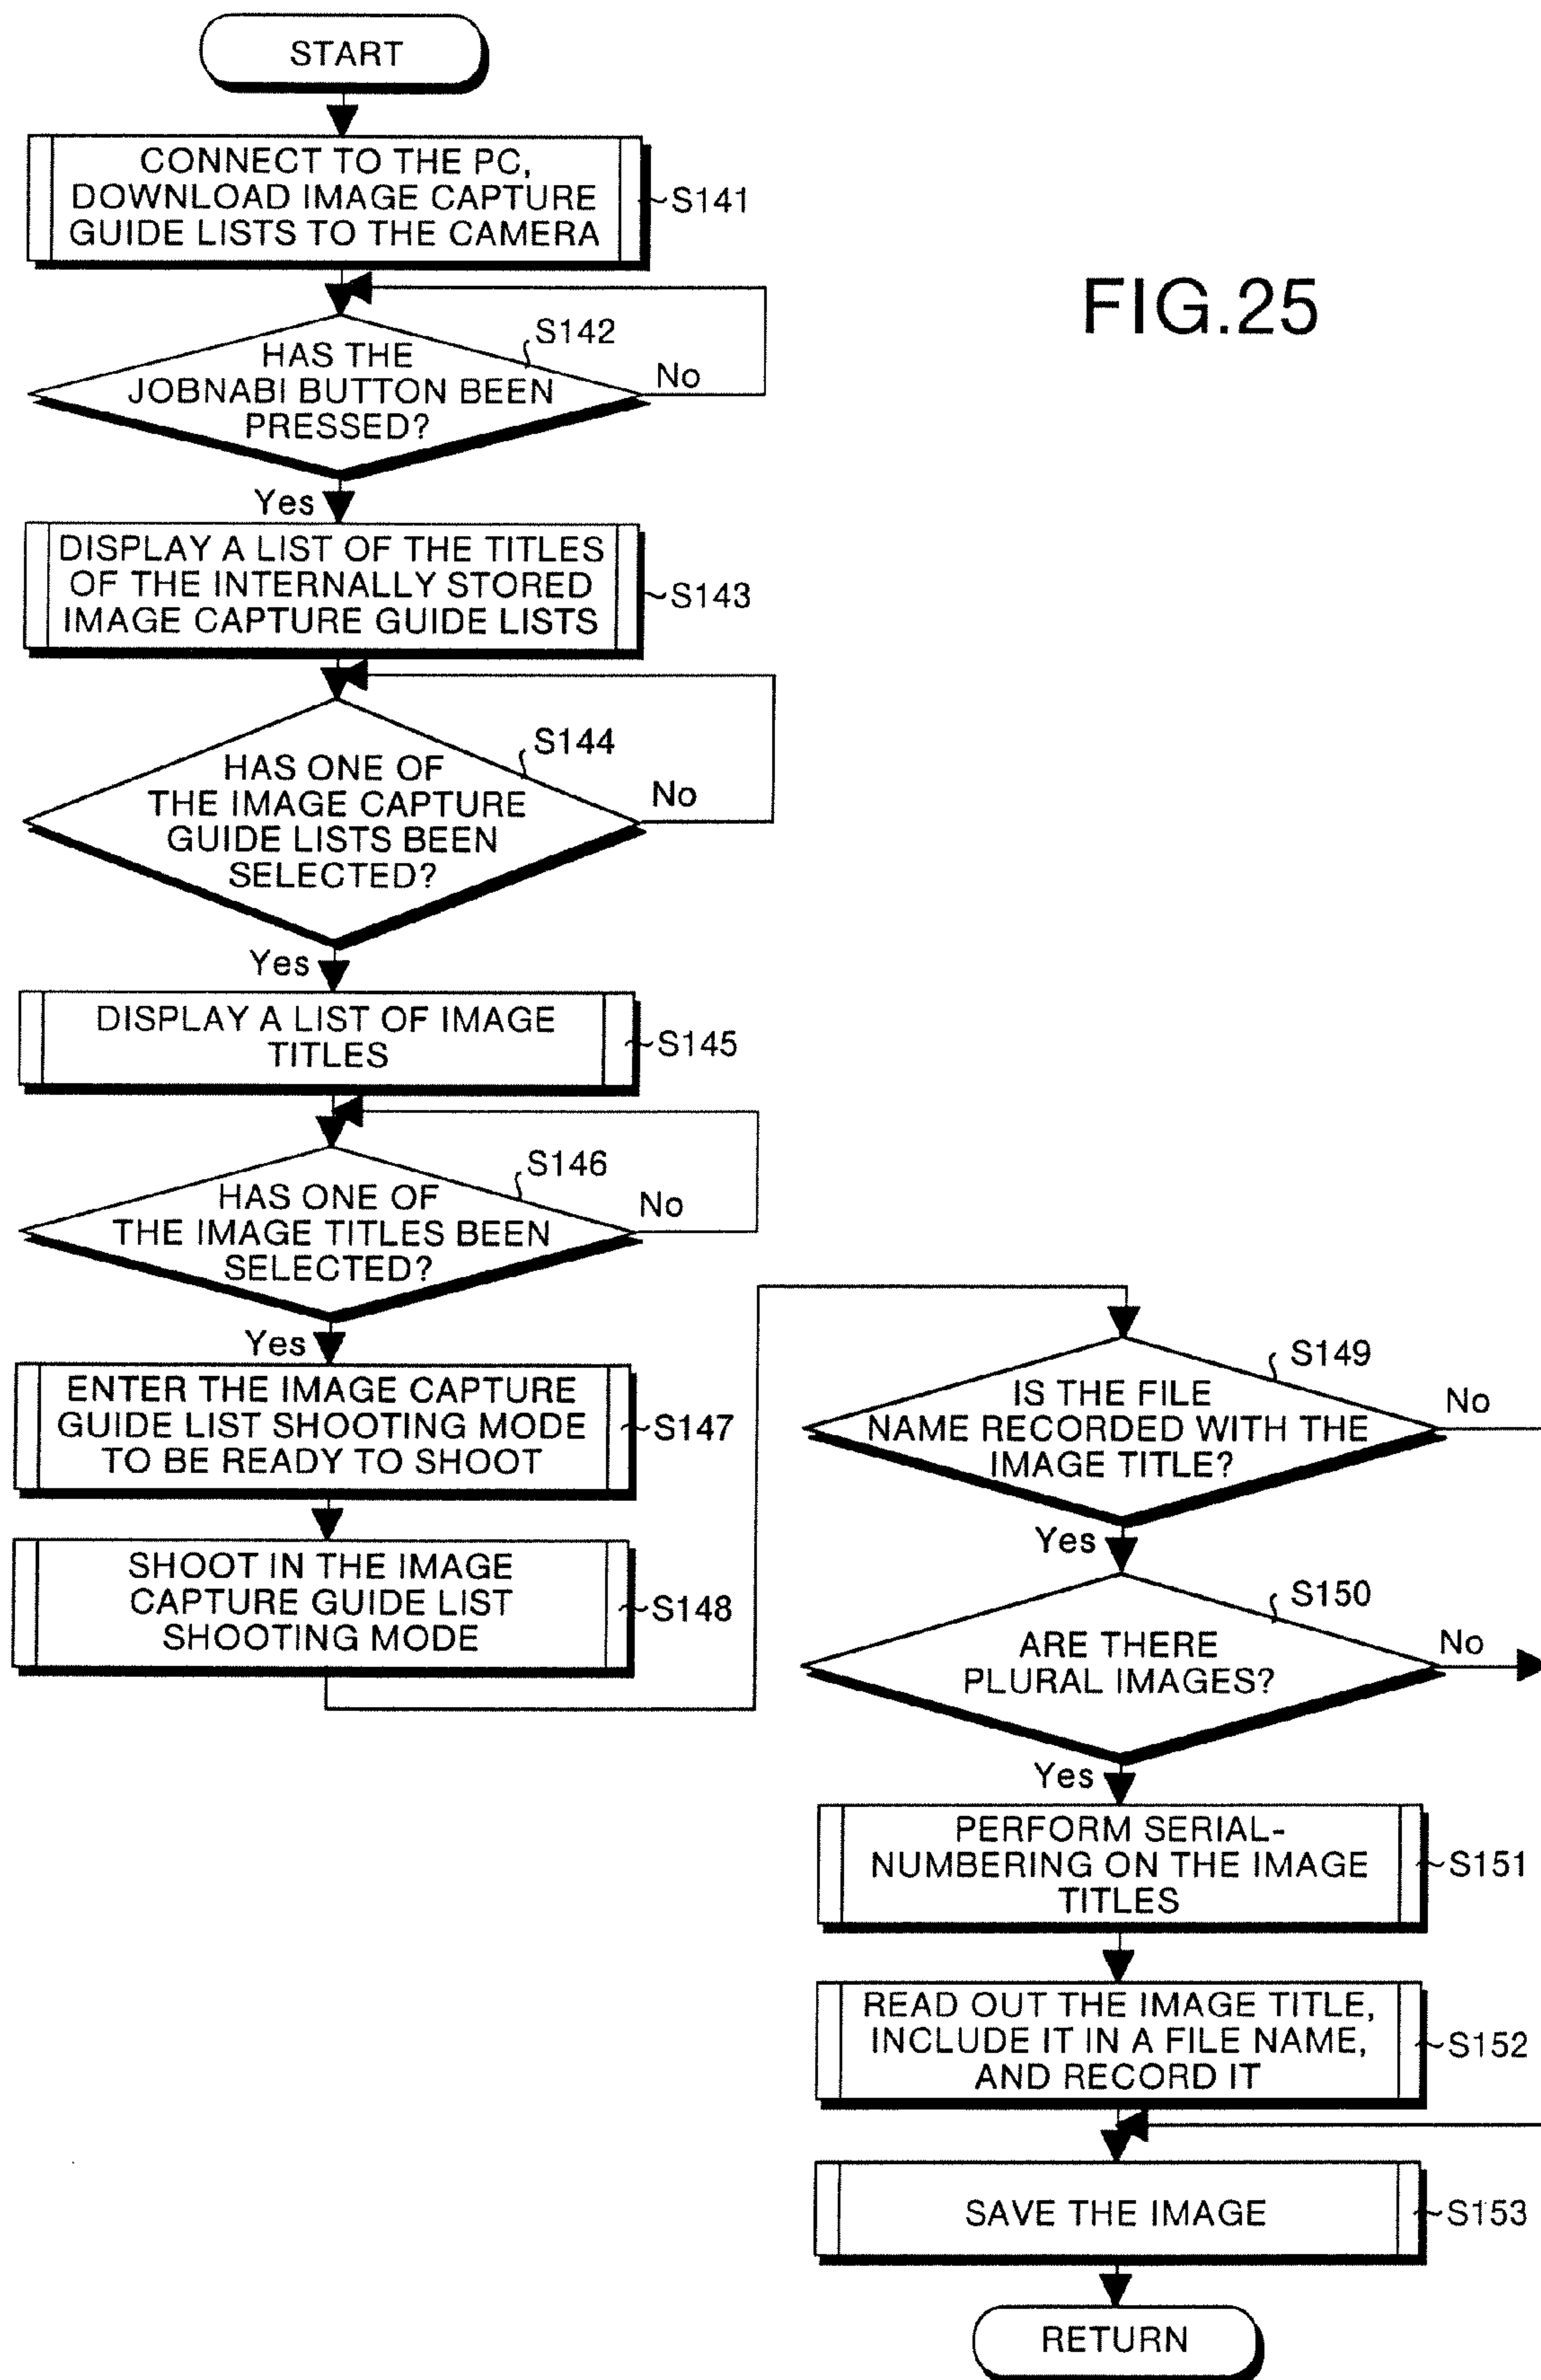 START
CONNECT TO THE PC,
DOWNLOAD IMAGE CAPTURE
GUIDE LISTS TO THE CAMERA
S141
FIG.25
S142
HAS THE
JOBNABI BUTTON BEEN
PRESSED?
No
Yes
DISPLAY A LIST OF THE TITLES
OF THE INTERNALLY STORED
IMAGE CAPTURE GUIDE LISTS
S143
S144
HAS ONE OF
THE IMAGE CAPTURE
GUIDE LISTS BEEN
SELECTED?
No
Yes
DISPLAY A LIST OF IMAGE
TITLES
S145
S146
HAS ONE OF
THE IMAGE TITLES BEEN
SELECTED?
No
Yes
ENTER THE IMAGE CAPTURE
GUIDE LIST SHOOTING MODE
TO BE READY TO SHOOT
S147
SHOOT IN THE IMAGE
CAPTURE GUIDE LIST
SHOOTING MODE
S148
S149
IS THE FILE
NAME RECORDED WITH THE
IMAGE TITLE?
No
Yes
S150
ARE THERE
PLURAL IMAGES?
No
Yes
PERFORM SERIAL-
NUMBERING ON THE IMAGE
TITLES
S151
READ OUT THE IMAGE TITLE,
INCLUDE IT IN A FILE NAME,
AND RECORD IT
S152
SAVE THE IMAGE
S153
RETURN